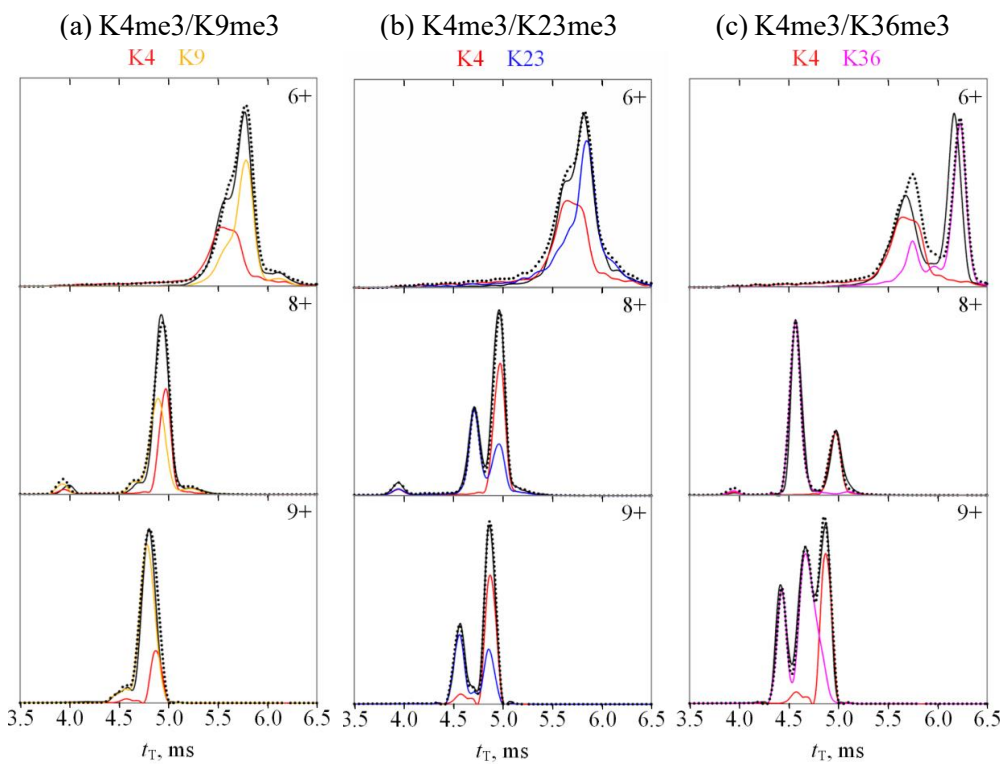 (a) K4me3/K9me3 (b) K4me3/K23me3 (c) K4me3/K36me3
K4 K9 K4 K23 K4 K36
6+ 6+ 6+
8+ 8+ 8+
9+ 9+ 9+
3.5 4.0 4.5 5.0 5.5 6.0 6.5 3.5 4.0 4.5 5.0 5.5 6.0 6.5 3.5 4.0 4.5 5.0 5.5 6.0 6.5
tT, ms tT, ms tT, ms